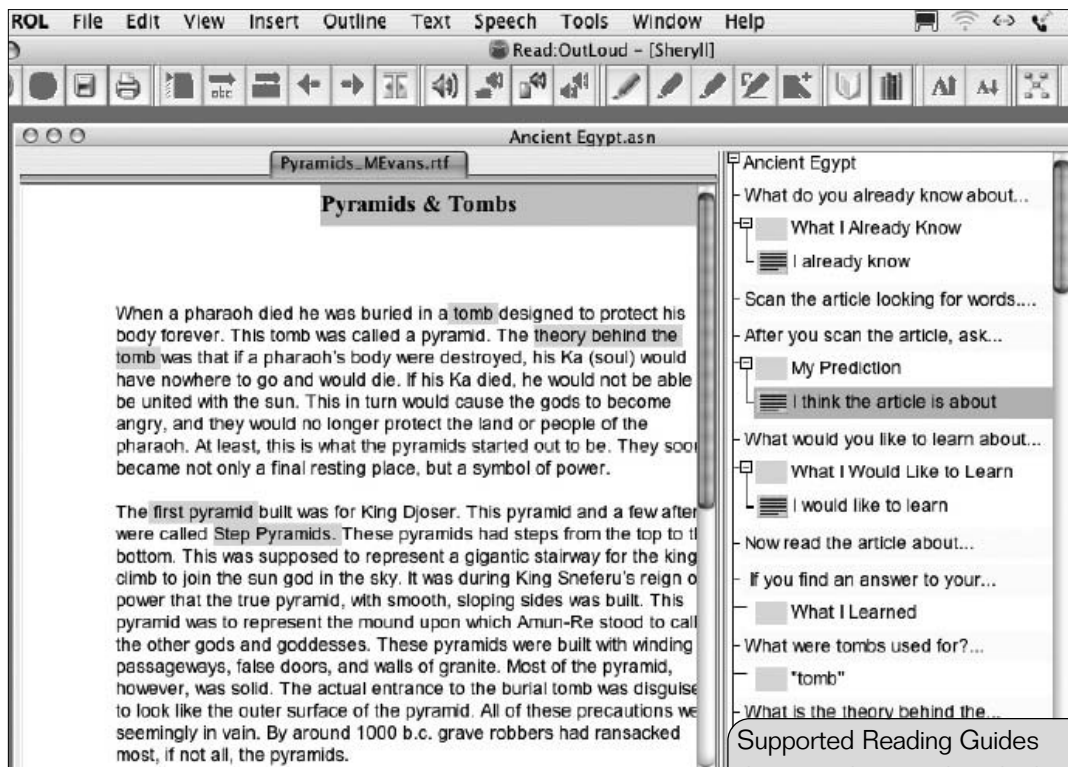 ROL File Edit View Insert Outline Text Speech Tools Window Help
Read:OutLoud – [Sheryll]
abc
Ancient Egypt.asn
Pyramids_MEvans.rtf
Pyramids & Tombs
When a pharaoh died he was buried in a tomb designed to protect his
body forever. This tomb was called a pyramid. The theory behind the
tomb was that if a pharaoh's body were destroyed, his Ka (soul) would
have nowhere to go and would die. If his Ka died, he would not be able
be united with the sun. This in turn would cause the gods to become
angry, and they would no longer protect the land or people of the
pharaoh. At least, this is what the pyramids started out to be. They soo
became not only a final resting place, but a symbol of power.
The first pyramid built was for King Djoser. This pyramid and a few after
were called Step Pyramids. These pyramids had steps from the top to t
bottom. This was supposed to represent a gigantic stairway for the king
climb to join the sun god in the sky. It was during King Sneferu's reign o
power that the true pyramid, with smooth, sloping sides was built. This
pyramid was to represent the mound upon which Amun-Re stood to call
the other gods and goddesses. These pyramids were built with winding
passageways, false doors, and walls of granite. Most of the pyramid,
however, was solid. The actual entrance to the burial tomb was disguise
to look like the outer surface of the pyramid. All of these precautions we
seemingly in vain. By around 1000 b.c. grave robbers had ransacked
most, if not all, the pyramids.
Ancient Egypt
What do you already know about...
What I Already Know
I already know
Scan the article looking for words....
After you scan the article, ask...
My Prediction
I think the article is about
What would you like to learn about...
What I Would Like to Learn
I would like to learn
Now read the article about...
If you find an answer to your...
What I Learned
What were tombs used for?...
"tomb"
What is the theory behind the...
Supported Reading Guides